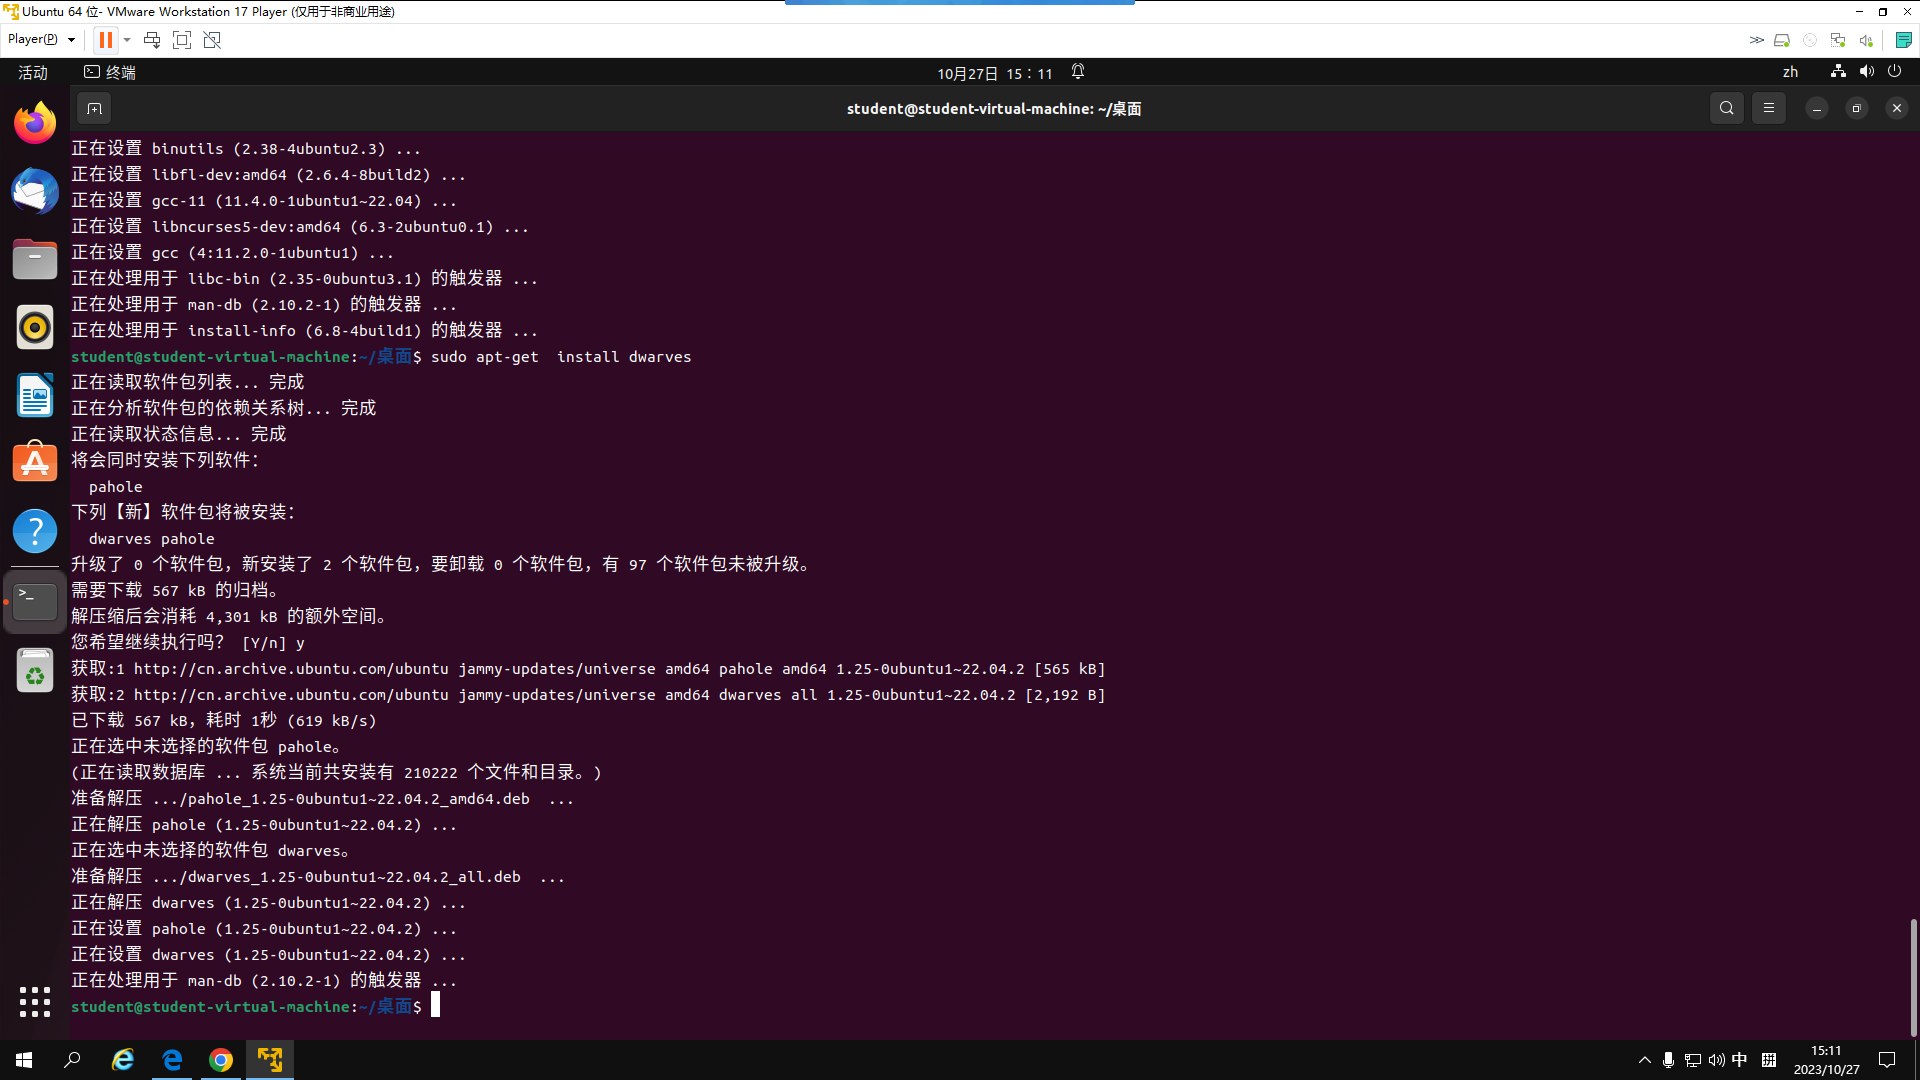 Ubuntu 64 位- VMware Workstation 17 Player (仅用于非商业用途)
Player(P)
活动
终端
10月27日 15：11
zh
student@student-virtual-machine: ~/桌面
正在设置 binutils (2.38-4ubuntu2.3) ...
正在设置 libfl-dev:amd64 (2.6.4-8build2) ...
正在设置 gcc-11 (11.4.0-1ubuntu1~22.04) ...
正在设置 libncurses5-dev:amd64 (6.3-2ubuntu0.1) ...
正在设置 gcc (4:11.2.0-1ubuntu1) ...
正在处理用于 libc-bin (2.35-0ubuntu3.1) 的触发器 ...
正在处理用于 man-db (2.10.2-1) 的触发器 ...
正在处理用于 install-info (6.8-4build1) 的触发器 ...
student@student-virtual-machine:~/桌面$ sudo apt-get  install dwarves
正在读取软件包列表... 完成
正在分析软件包的依赖关系树... 完成
正在读取状态信息... 完成
将会同时安装下列软件：
  pahole
下列【新】软件包将被安装：
  dwarves pahole
升级了 0 个软件包，新安装了 2 个软件包，要卸载 0 个软件包，有 97 个软件包未被升级。
需要下载 567 kB 的归档。
解压缩后会消耗 4,301 kB 的额外空间。
您希望继续执行吗？ [Y/n] y
获取:1 http://cn.archive.ubuntu.com/ubuntu jammy-updates/universe amd64 pahole amd64 1.25-0ubuntu1~22.04.2 [565 kB]
获取:2 http://cn.archive.ubuntu.com/ubuntu jammy-updates/universe amd64 dwarves all 1.25-0ubuntu1~22.04.2 [2,192 B]
已下载 567 kB，耗时 1秒 (619 kB/s)
正在选中未选择的软件包 pahole。
(正在读取数据库 ... 系统当前共安装有 210222 个文件和目录。)
准备解压 .../pahole_1.25-0ubuntu1~22.04.2_amd64.deb  ...
正在解压 pahole (1.25-0ubuntu1~22.04.2) ...
正在选中未选择的软件包 dwarves。
准备解压 .../dwarves_1.25-0ubuntu1~22.04.2_all.deb  ...
正在解压 dwarves (1.25-0ubuntu1~22.04.2) ...
正在设置 pahole (1.25-0ubuntu1~22.04.2) ...
正在设置 dwarves (1.25-0ubuntu1~22.04.2) ...
正在处理用于 man-db (2.10.2-1) 的触发器 ...
student@student-virtual-machine:~/桌面$
中
15:11
2023/10/27